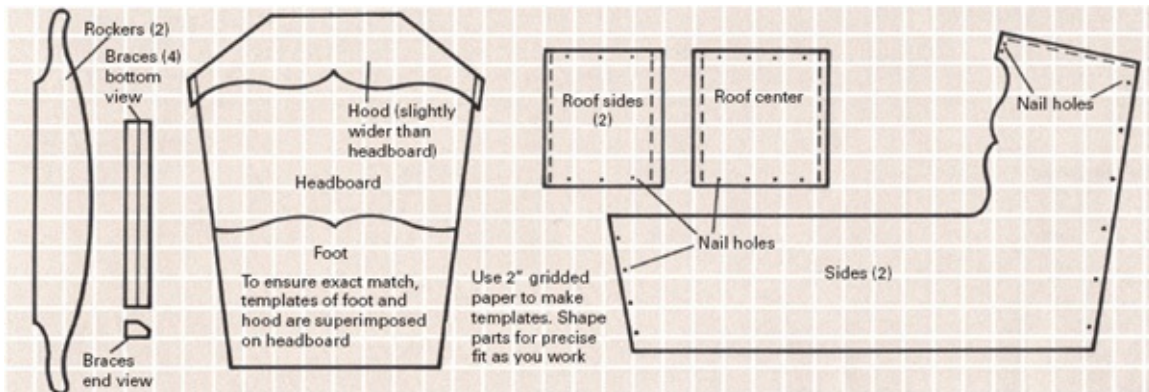 Rockers (2)
Braces (4)
bottom
view
Hood (slightly
wider than
headboard)
Headboard
Foot
To ensure exact match,
templates of foot and
hood are superimposed
on headboard
Braces
end view
Roof sides
(2)
Roof center
Nail holes
Use 2" gridded
paper to make
templates. Shape
parts for precise
fit as you work
Nail holes
Sides (2)